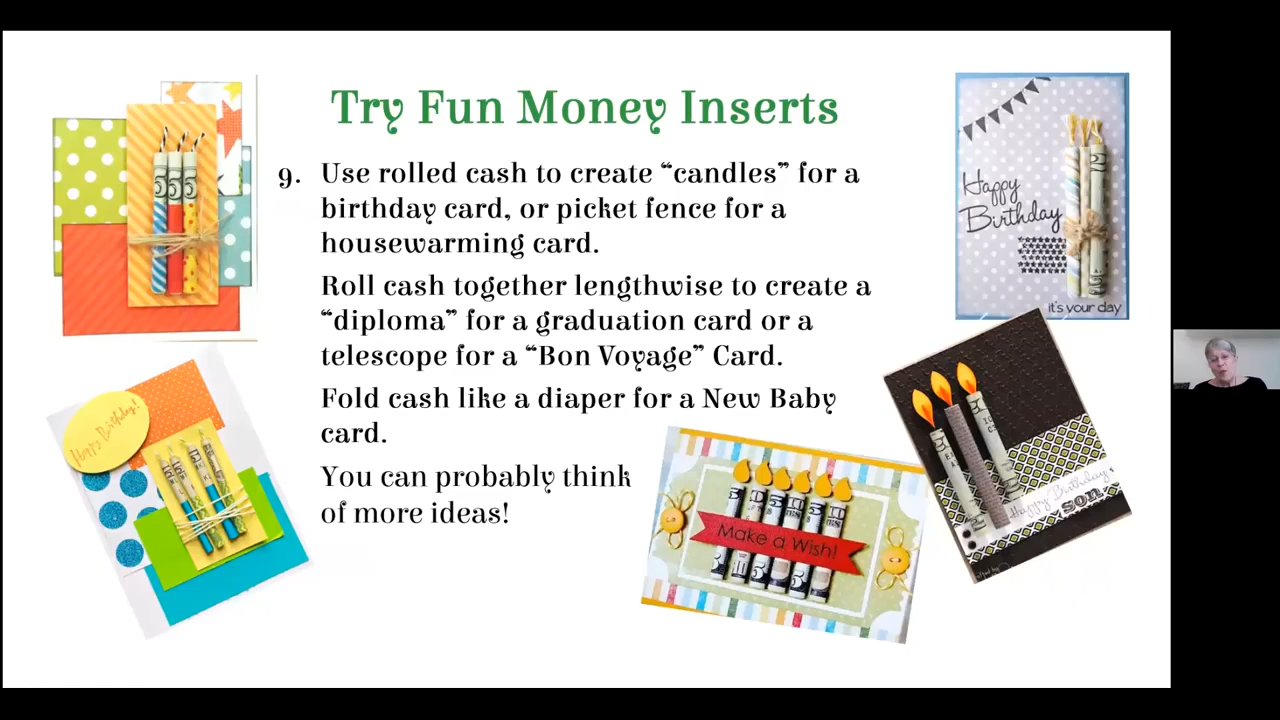 Try Fun Money Inserts
9. Use rolled cash to create “candles” for a
birthday card, or picket fence for a
housewarming card.
Roll cash together lengthwise to create a
“diploma” for a graduation card or a
telescope for a “Bon Voyage” Card.
Fold cash like a diaper for a New Baby
card.
You can probably think
of more ideas!
Happy
Birthday
it's your day
Happy Birthday!
Make a Wish!
Happy Birthday
son